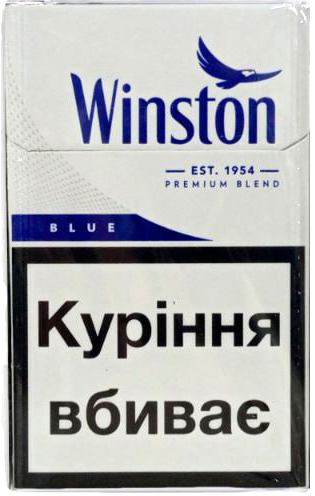 Winston
EST. 1954
PREMIUM BLEND
BLUE
Куріння
вбиває